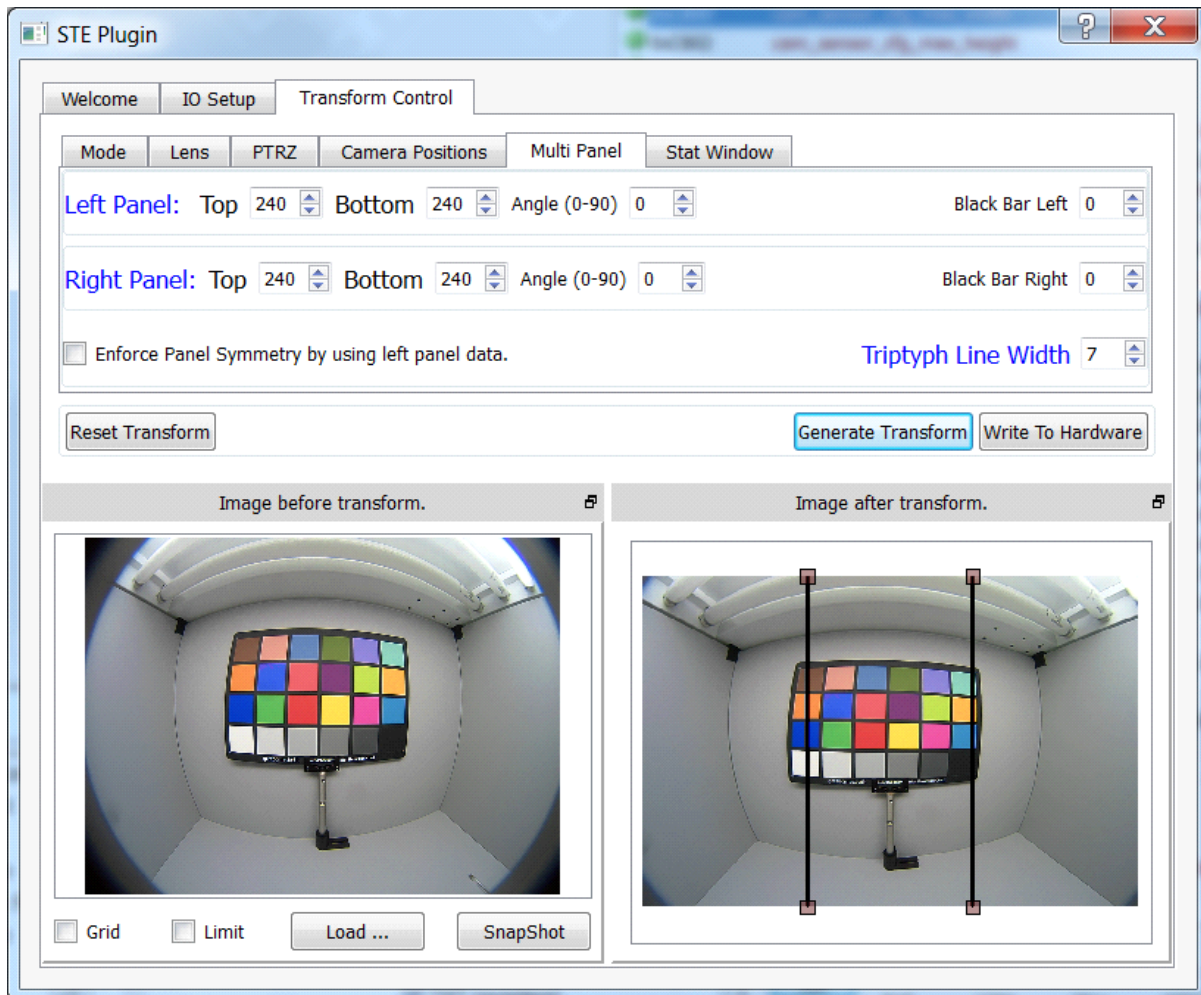 STE Plugin
cam_sensor_cfg_max_height
?
X
Welcome IO Setup Transform Control
Mode Lens PTRZ Camera Positions Multi Panel Stat Window
Left Panel: Top 240 Bottom 240 Angle (0-90) 0 Black Bar Left 0
Right Panel: Top 240 Bottom 240 Angle (0-90) 0 Black Bar Right 0
Enforce Panel Symmetry by using left panel data. Triptyph Line Width 7
Reset Transform Generate Transform Write To Hardware
Image before transform. Image after transform.
Grid Limit Load ... SnapShot